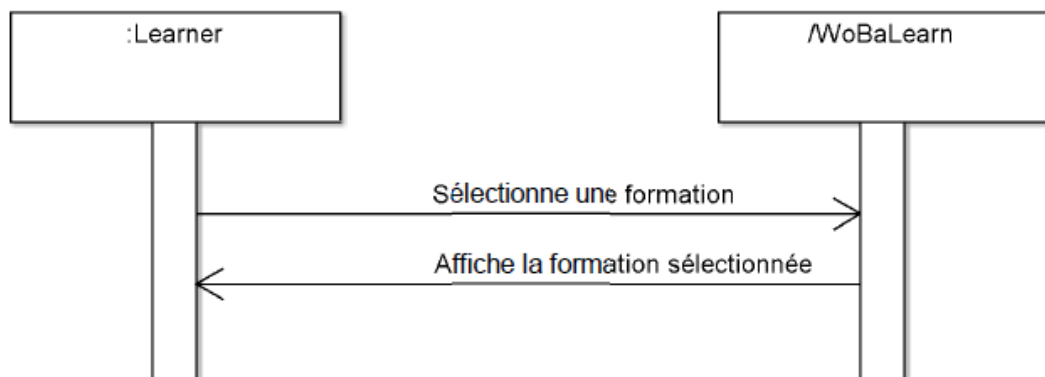 :Learner
/WoBaLearn
Sélectionne une formation
Affiche la formation sélectionnée